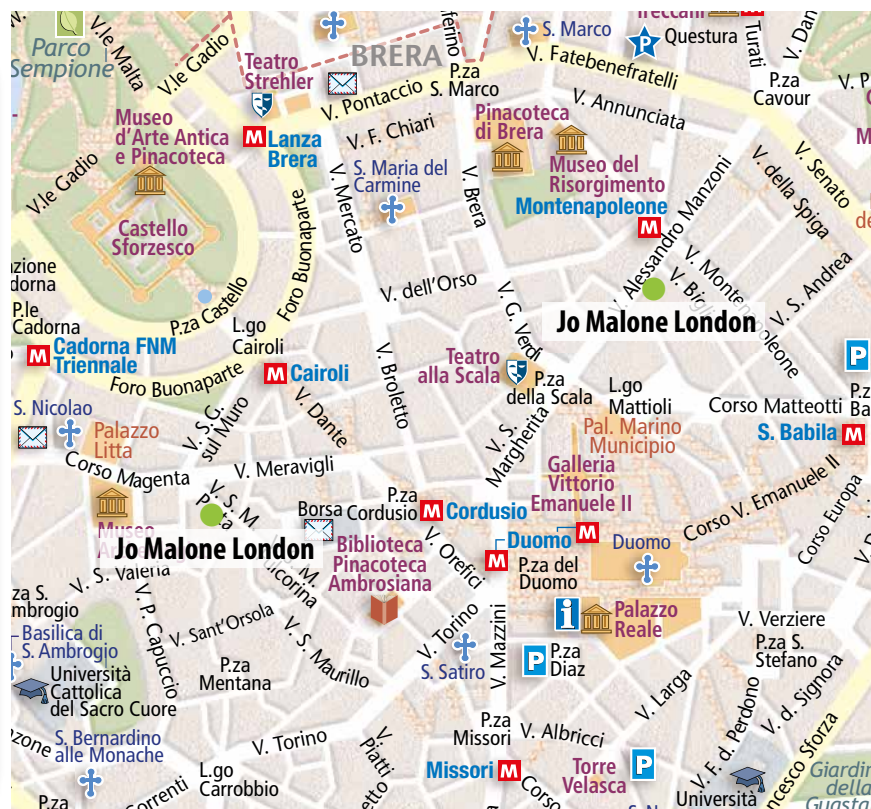 Parco
Sempione
V.le Malta
V.le Gadio
Teatro
Strehler
BRERA
S. Marco
Questura
Turati
V. Fatebenefratelli
P.za
S. Marco
P.za
Cavour
V. Pontaccio
V. Annunciata
Museo
d'Arte Antica
e Pinacoteca
M Lanza
Brera
V. F. Chiari
Pinacoteca
di Brera
V. Senato
V.le Gadio
S. Maria del
Carmine
Museo del
Risorgimento
Montenapoleone
M
V. della Spiga
Castello
Sforzesco
Foro Buonaparte
V. Mercato
V. Brera
V. Alessandro Manzoni
V. Montenapoleone
V. S. Andrea
P.za Castello
V. dell'Orso
P.le
Cadorna
L.go
Cairoli
V. G. Verdi
Jo Malone London
M Cadorna FNM
Triennale
Foro Buonaparte
M Cairoli
V. Broletto
Teatro
alla Scala
P.za
della Scala
L.go
Mattioli
P
Corso Matteotti
S. Nicolao
V. S.G.
sul Muro
V. Dante
V. S.
Margherita
Pal. Marino
Municipio
S. Babila M
Palazzo
Litta
Corso Magenta
V. Meravigli
Galleria
Vittorio
Emanuele II
Corso V. Emanuele II
Corso Europa
P.za
Cordusio
M Cordusio
Borsa
Jo Malone London
Biblioteca
Pinacoteca
Ambrosiana
V. Orefici
Duomo M
M
P.za del
Duomo
Duomo
V. P. Capuccio
V. Sant'Orsola
V. S. Maurillo
V. Torino
V. Mazzini
i
Palazzo
Reale
V. Verziere
P.za S.
Stefano
Basilica di
S. Ambrogio
Università
Cattolica
del Sacro Cuore
P.za
Mentana
S. Satiro
P
P.za
Diaz
V. Larga
V. d. Signora
S. Bernardino
alle Monache
V. Torino
V. Piatti
P.za
Missori
V. Albricci
V. F. d. Perdono
L.go
Carrobbio
Missori M
Corso
Torre
Velasca
P
Università
P.za